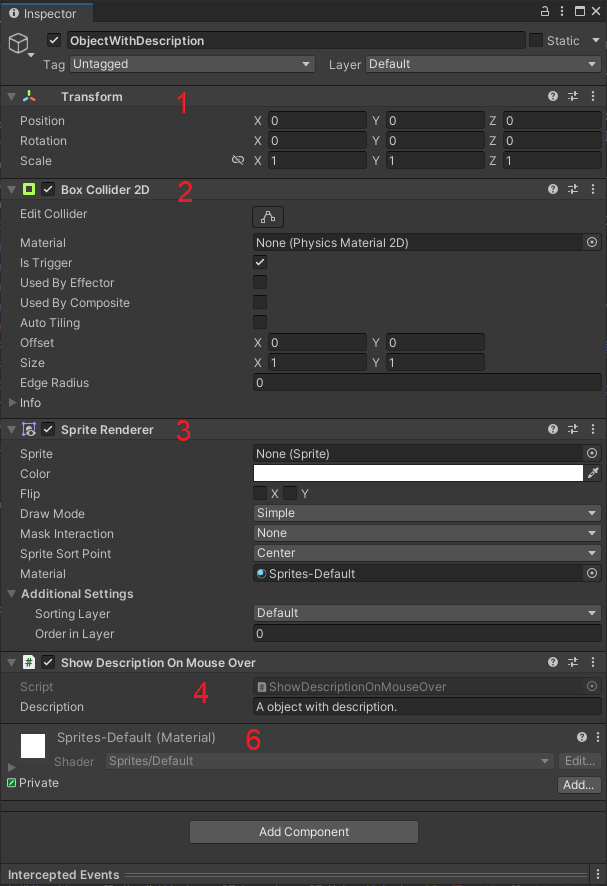 Inspector
ObjectWithDescription Static
Tag Untagged Layer Default
Transform 1
Position X 0 Y 0 Z 0
Rotation X 0 Y 0 Z 0
Scale X 1 Y 1 Z 1
Box Collider 2D 2
Edit Collider
Material None (Physics Material 2D)
Is Trigger
Used By Effector
Used By Composite
Auto Tiling
Offset X 0 Y 0
Size X 1 Y 1
Edge Radius 0
Info
Sprite Renderer 3
Sprite None (Sprite)
Color
Flip X Y
Draw Mode Simple
Mask Interaction None
Sprite Sort Point Center
Material Sprites-Default
Additional Settings
Sorting Layer Default
Order in Layer 0
# Show Description On Mouse Over
Script # ShowDescriptionOnMouseOver
4
Description A object with description.
Sprites-Default (Material) 6
Shader Sprites/Default Edit...
Private Add...
Add Component
Intercepted Events